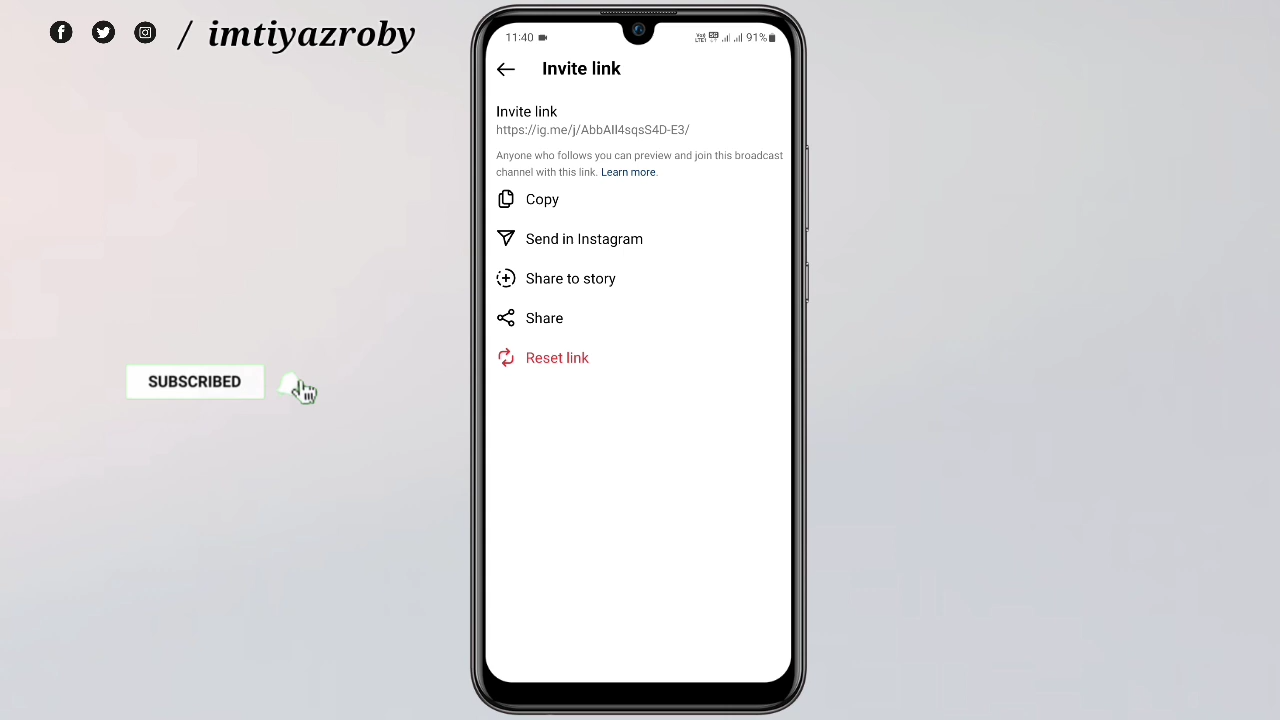 / imtiyazroby
11:40 91%
Invite link
Invite link
https://ig.me/j/AbbAIl4sqsS4D-E3/
Anyone who follows you can preview and join this broadcast
channel with this link. Learn more.
Copy
Send in Instagram
Share to story
Share
Reset link
SUBSCRIBED